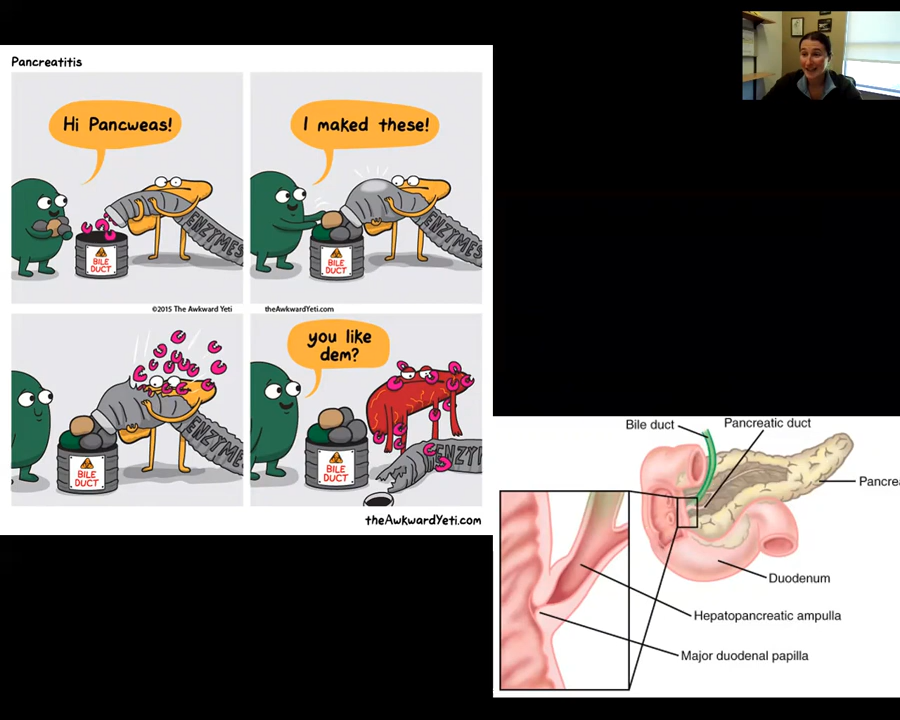 Pancreatitis
Hi Pancweas!
ENZYMES
BILE
DUCT
I maked these!
ENZYMES
BILE
DUCT
©2015 The Awkward Yeti
theAwkwardYeti.com
ENZYME
BILE
DUCT
you like
dem?
ENZYMES
BILE
DUCT
theAwkwardYeti.com
Bile duct
Pancreatic duct
Pancrea
Duodenum
Hepatopancreatic ampulla
Major duodenal papilla